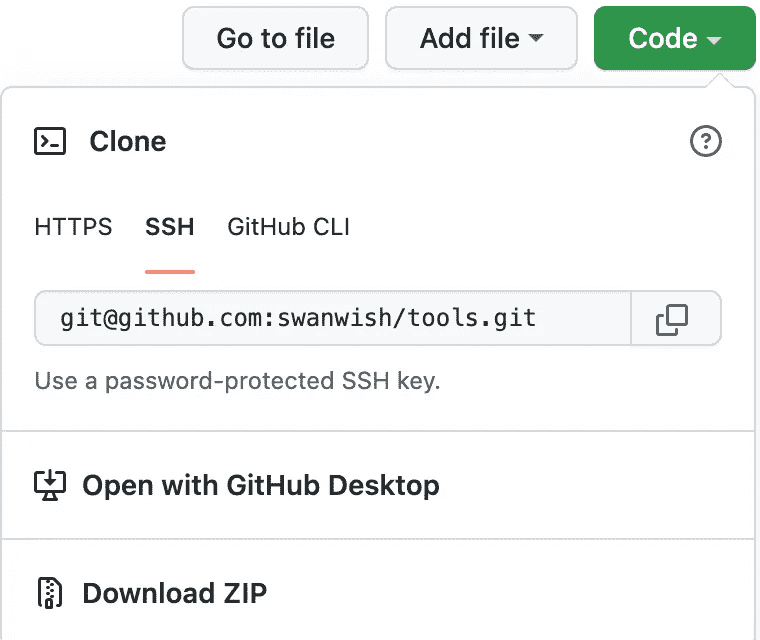 Go to file Add file Code
Clone
HTTPS SSH GitHub CLI
git@github.com:swanwish/tools.git
Use a password-protected SSH key.
Open with GitHub Desktop
Download ZIP